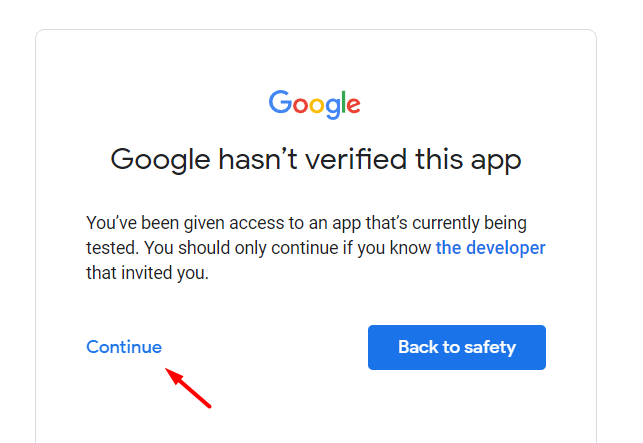 Google
Google hasn’t verified this app
You’ve been given access to an app that’s currently being
tested. You should only continue if you know the developer
that invited you.
Continue
Back to safety